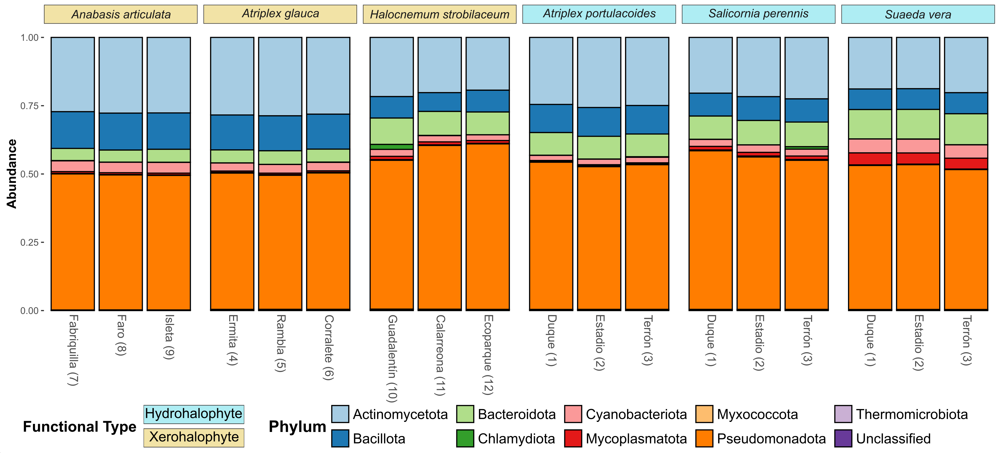 Anabasis articulata
Atriplex glauca
Halocnemum strobilaceum
Atriplex portulacoides
Salicornia perennis
Suaeda vera
Abundance
1.00
0.75
0.50
0.25
0.00
Fabriquilla (7)
Faro (8)
Isleta (9)
Ermita (4)
Rambla (5)
Corralete (6)
Guadalentín (10)
Calarreona (11)
Ecoparque (12)
Duque (1)
Estadio (2)
Terrón (3)
Duque (1)
Estadio (2)
Terrón (3)
Duque (1)
Estadio (2)
Terrón (3)
Functional Type
Hydrohalophyte
Xerohalophyte
Phylum
Actinomycetota
Bacillota
Bacteroidota
Chlamydiota
Cyanobacteriota
Mycoplasmatota
Myxococcota
Pseudomonadota
Thermomicrobiota
Unclassified